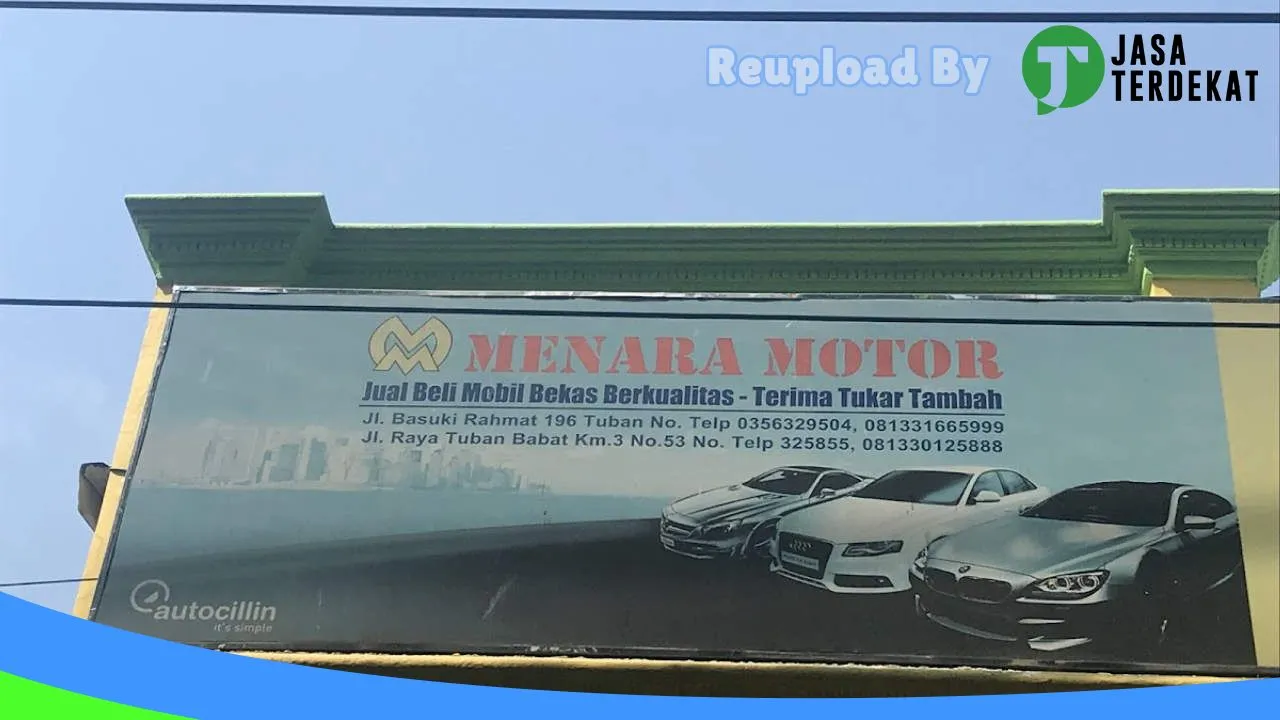 Reupload By
JASA
TERDEKAT
MENARA MOTOR
Jual Beli Mobil Bekas Berkualitas - Terima Tukar Tambah
Jl. Basuki Rahmat 196 Tuban No. Telp 0356329504, 081331665999
Jl. Raya Tuban Babat Km.3 No.53 No. Telp 325855, 081330125888
autocillin
it's simple